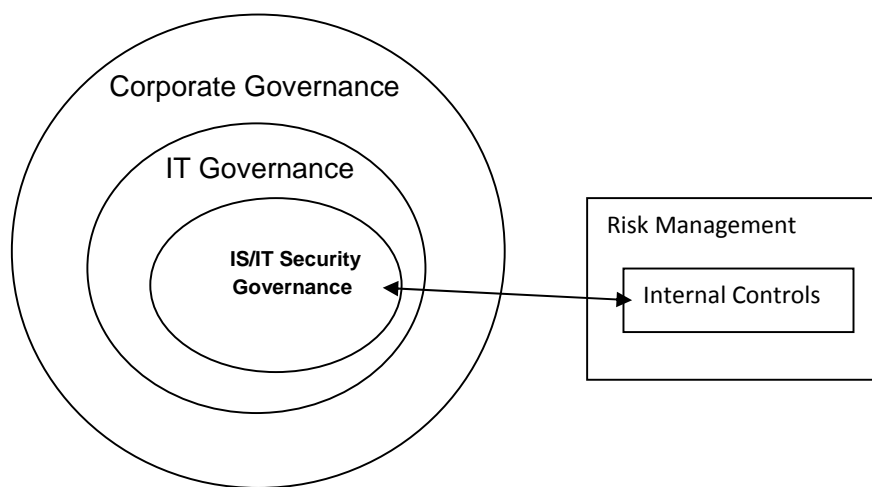 Corporate Governance
IT Governance
IS/IT Security
Governance
Risk Management
Internal Controls